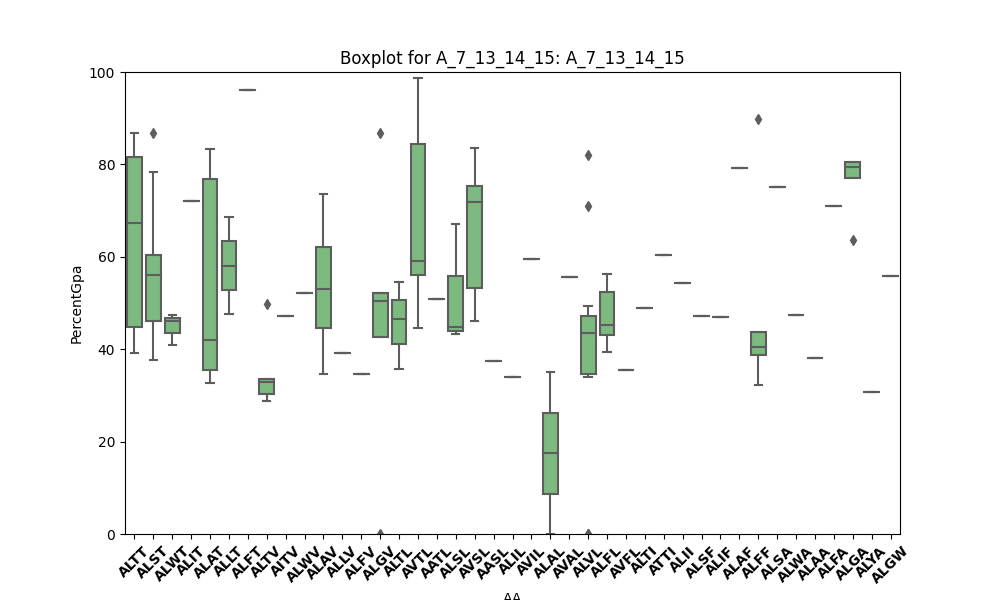 Boxplot for A_7_13_14_15: A_7_13_14_15
PercentGpa
100
80
60
40
20
0
ALTT
ALST
ALWT
ALIT
ALAT
ALLT
ALFT
ALTV
AITV
ALWV
ALAV
ALLV
ALFV
ALGV
ALTL
AVTL
AATL
ALSL
AVSL
AASL
ALIL
AVIL
ALAL
AVAL
ALVL
ALFL
AVFL
ALTI
ATTI
ALII
ALSF
ALIF
ALAF
ALFF
ALSA
ALWA
ALAA
ALFA
ALGA
ALYA
ALGW
AA